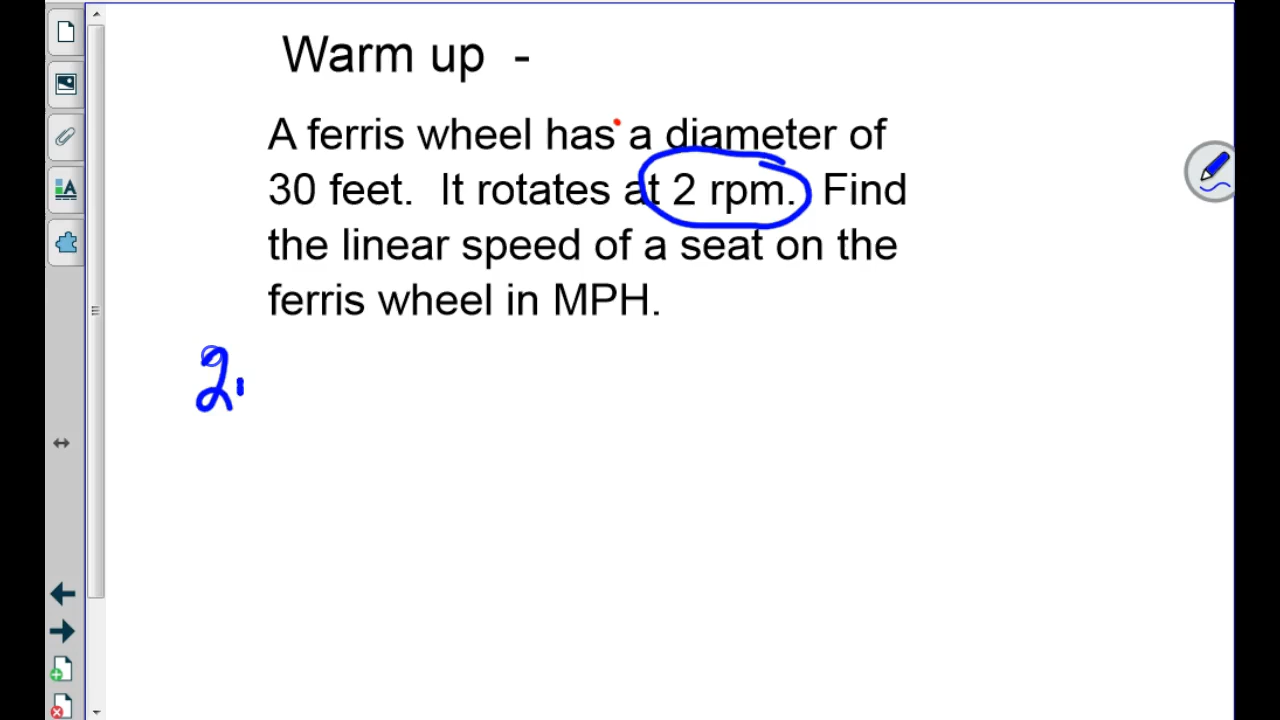 Warm up -
A ferris wheel has a diameter of
30 feet. It rotates at 2 rpm. Find
the linear speed of a seat on the
ferris wheel in MPH.
2.